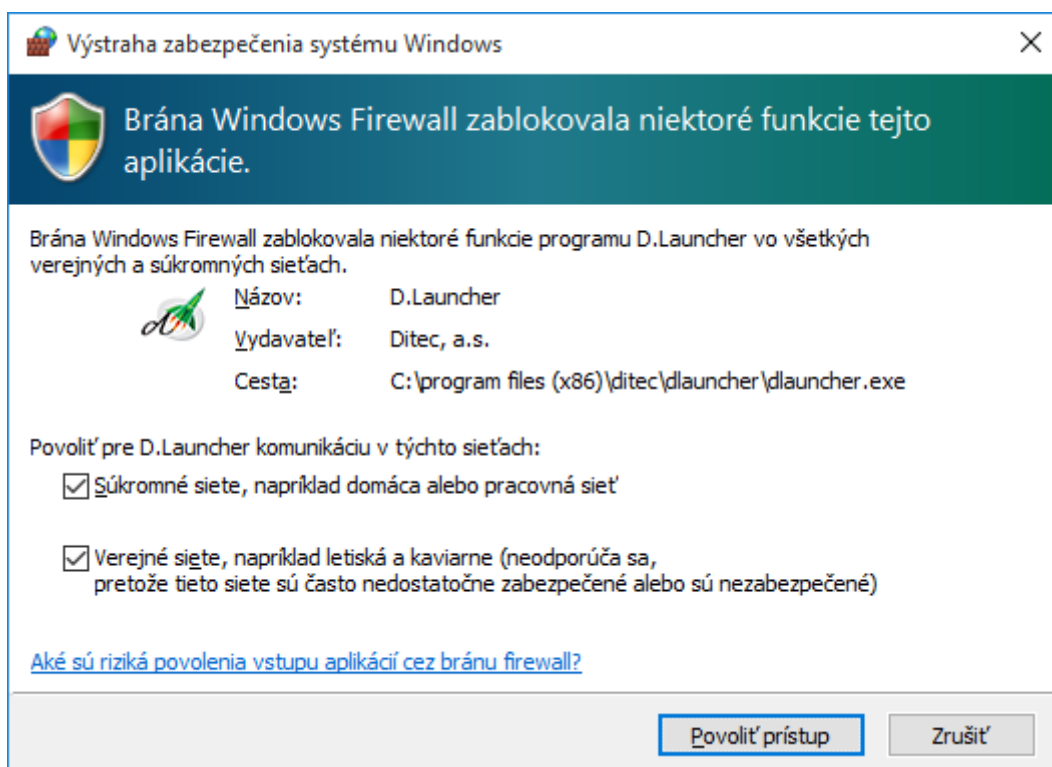 Výstraha zabezpečenia systému Windows
Brána Windows Firewall zablokovala niektoré funkcie tejto
aplikácie.
Brána Windows Firewall zablokovala niektoré funkcie programu D.Launcher vo všetkých
verejných a súkromných sieťach.
Názov: D.Launcher
Vydavateľ: Ditec, a.s.
Cesta: C:\program files (x86)\ditec\dlauncher\dlauncher.exe
Povoliť pre D.Launcher komunikáciu v týchto sieťach:
Súkromné siete, napríklad domáca alebo pracovná sieť
Verejné siete, napríklad letiská a kaviarne (neodporúča sa,
pretože tieto siete sú často nedostatočne zabezpečené alebo sú nezabezpečené)
Aké sú riziká povolenia vstupu aplikácií cez bránu firewall?
Povoliť prístup Zrušiť